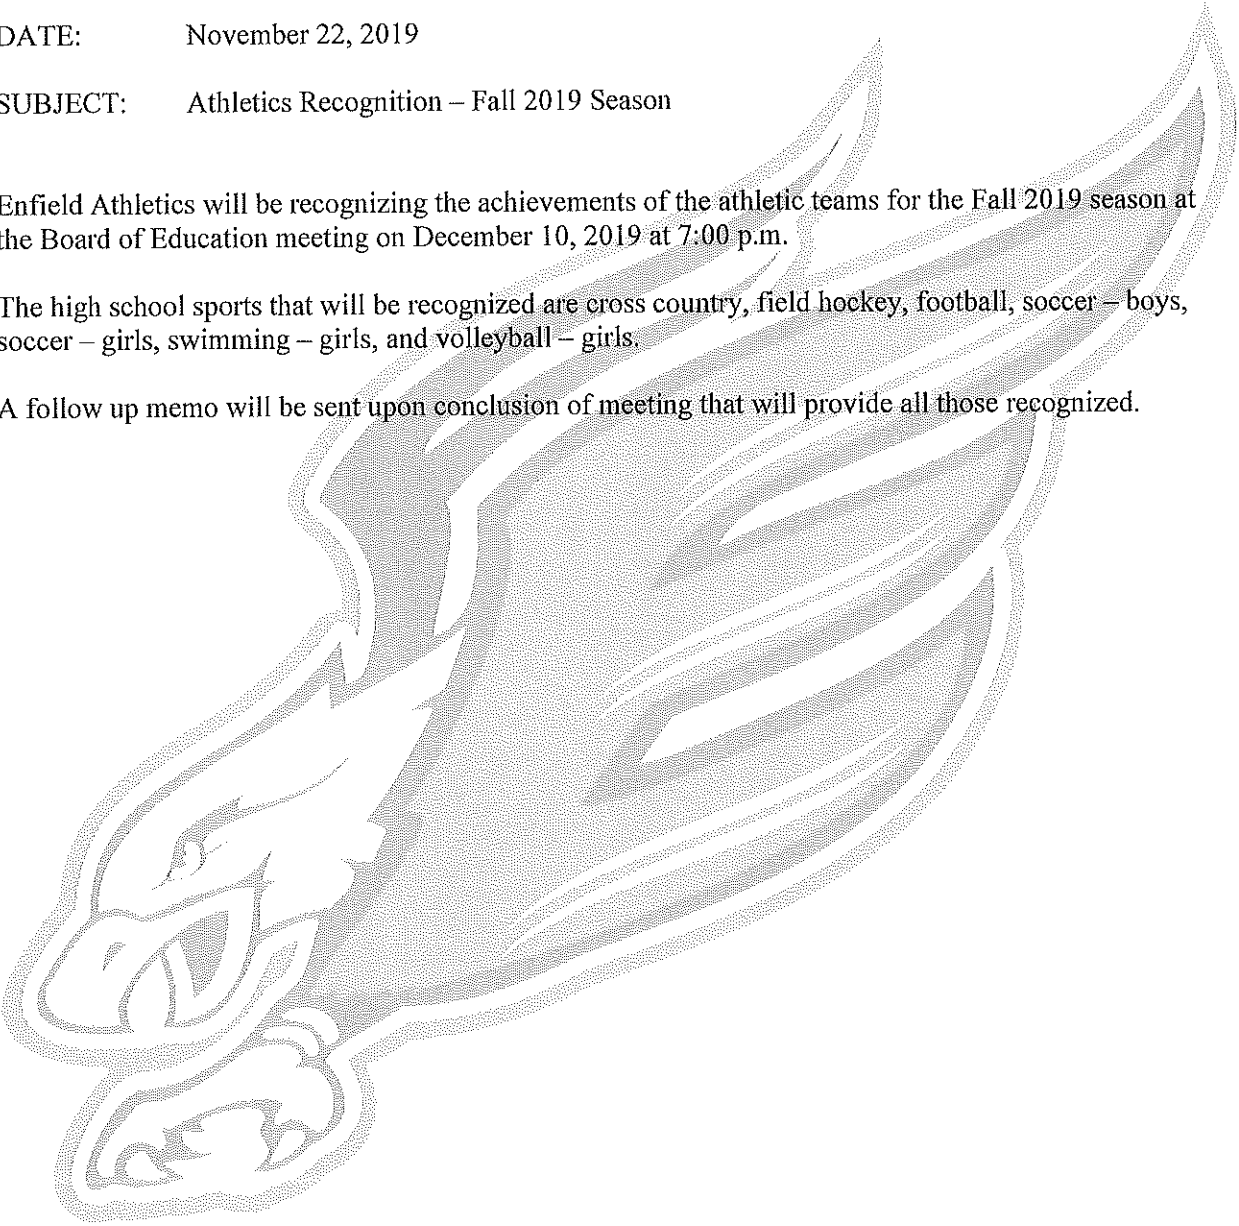 DATE: November 22, 2019
SUBJECT: Athletics Recognition – Fall 2019 Season
Enfield Athletics will be recognizing the achievements of the athletic teams for the Fall 2019 season at
the Board of Education meeting on December 10, 2019 at 7:00 p.m.
The high school sports that will be recognized are cross country, field hockey, football, soccer – boys,
soccer – girls, swimming – girls, and volleyball – girls.
A follow up memo will be sent upon conclusion of meeting that will provide all those recognized.